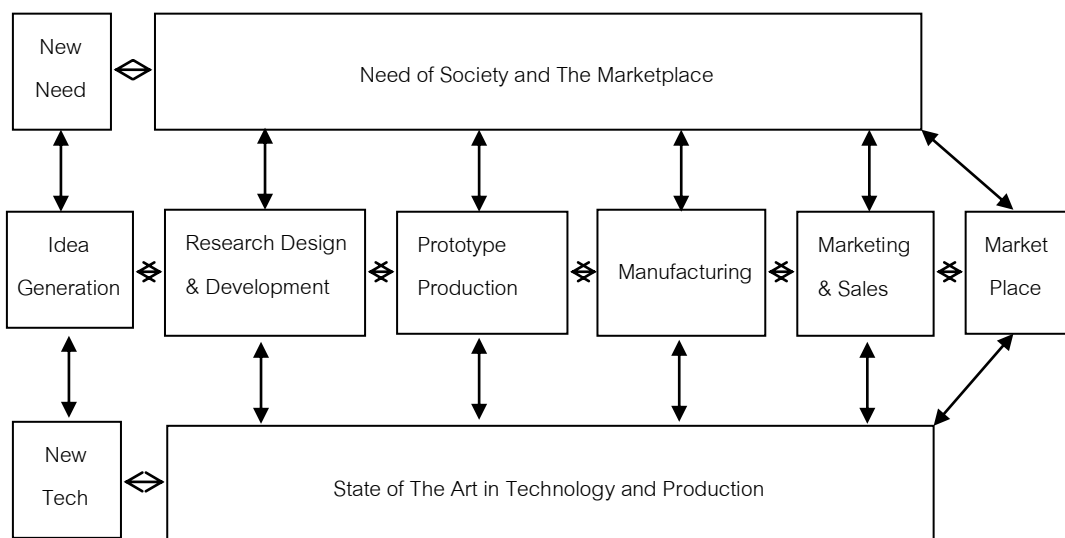 New
Need
Need of Society and The Marketplace
Idea
Generation
Research Design
& Development
Prototype
Production
Manufacturing
Marketing
& Sales
Market
Place
New
Tech
State of The Art in Technology and Production